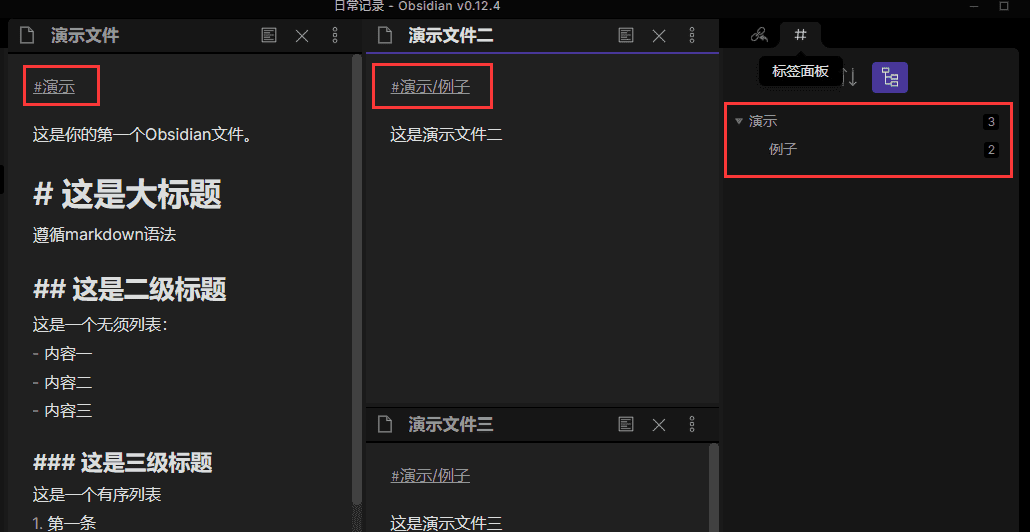 日常记录 - Obsidian v0.12.4
演示文件
#演示
这是你的第一个Obsidian文件。
# 这是大标题
遵循markdown语法
## 这是二级标题
这是一个无须列表：
- 内容一
- 内容二
- 内容三
### 这是三级标题
这是一个有序列表
1. 第一条
演示文件二
#演示/例子
这是演示文件二
演示文件三
#演示/例子
这是演示文件三
#
标签面板
演示 3
例子 2